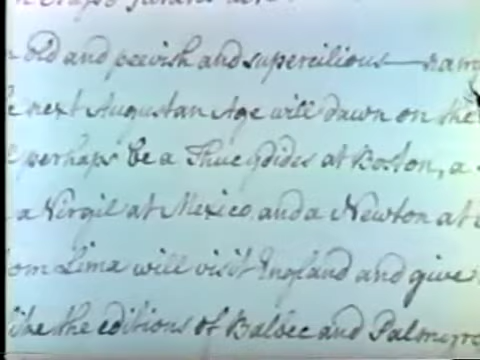 old and peevish and supercilious—
next Augustan Age will dawn on the
perhaps be a Thucydides at Boston, a
a Virgil at Mexico and a Newton at
Lima will visit England and give
the editions of Balbec and Palmyra